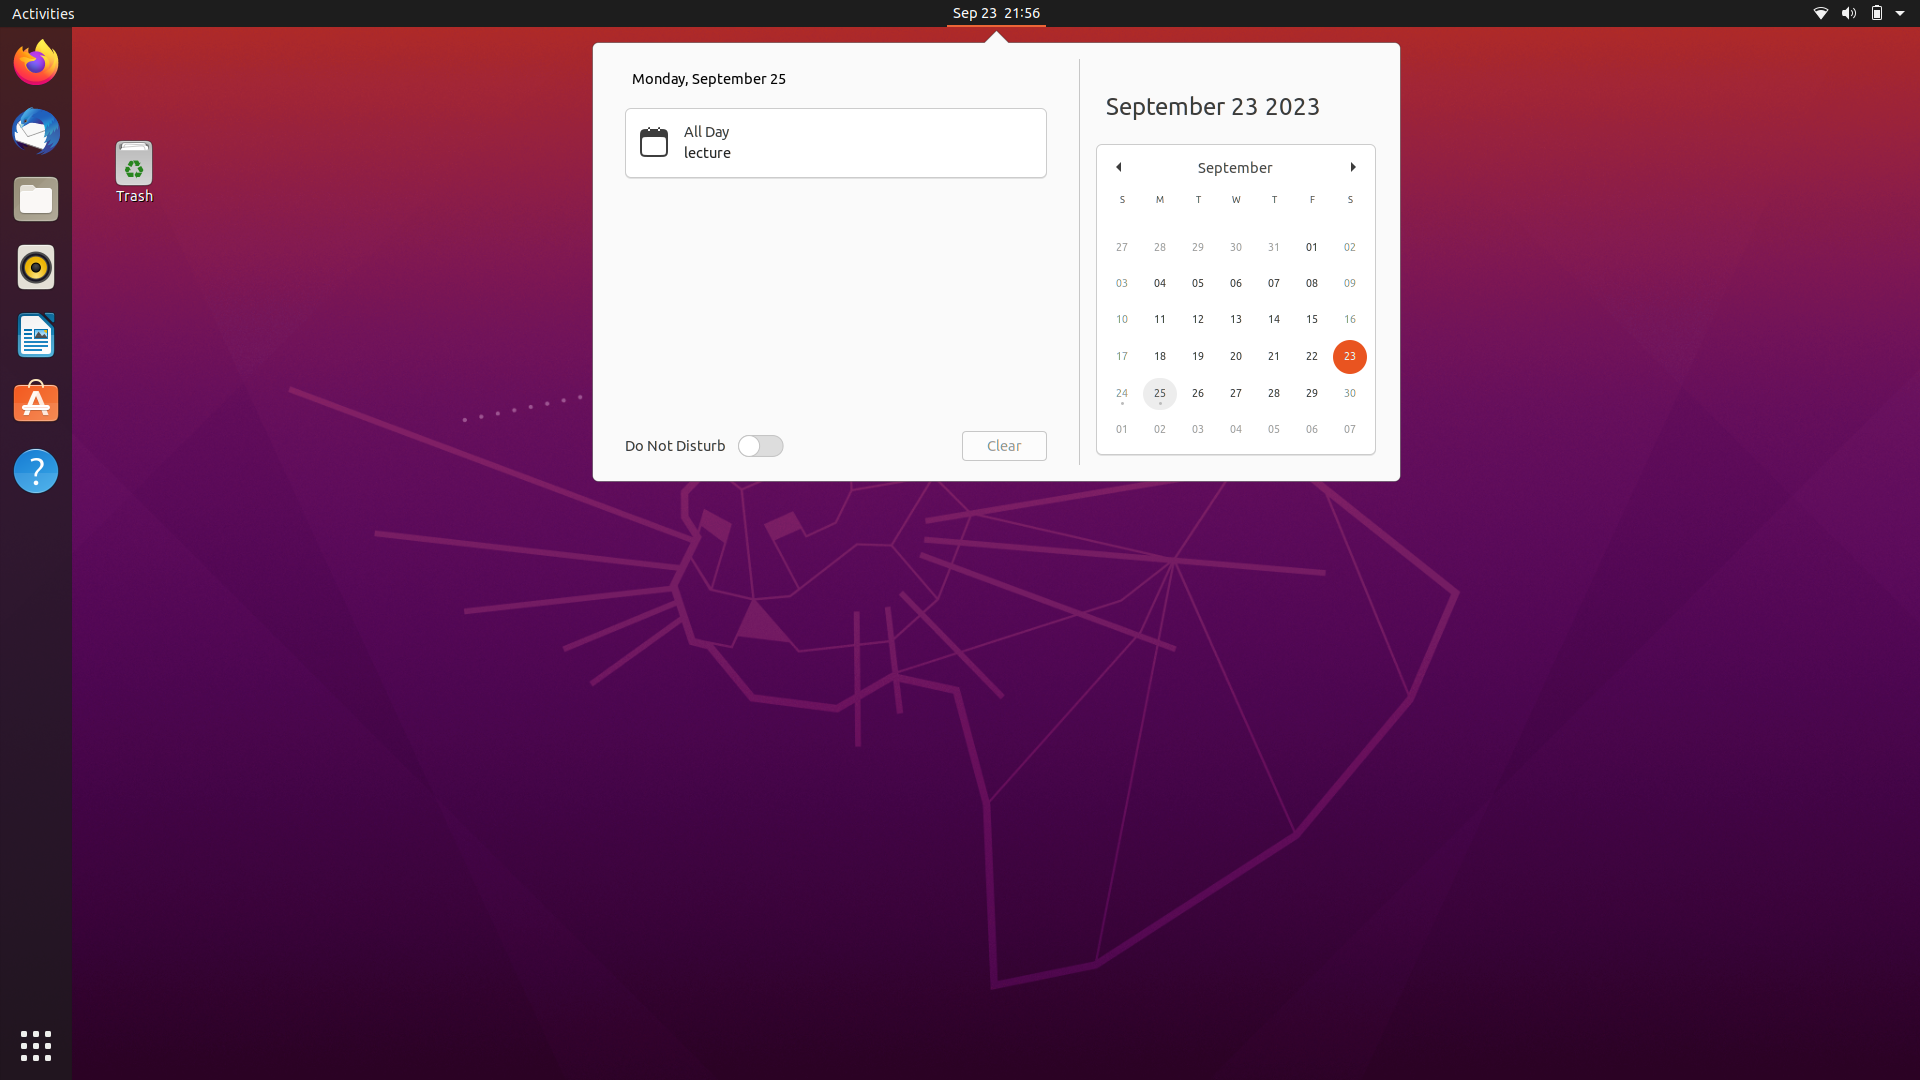 Activities
Sep 23 21:56
Trash
Monday, September 25
All Day
lecture
Do Not Disturb
Clear
September 23 2023
September
S M T W T F S
27 28 29 30 31 01 02
03 04 05 06 07 08 09
10 11 12 13 14 15 16
17 18 19 20 21 22 23
24 25 26 27 28 29 30
01 02 03 04 05 06 07